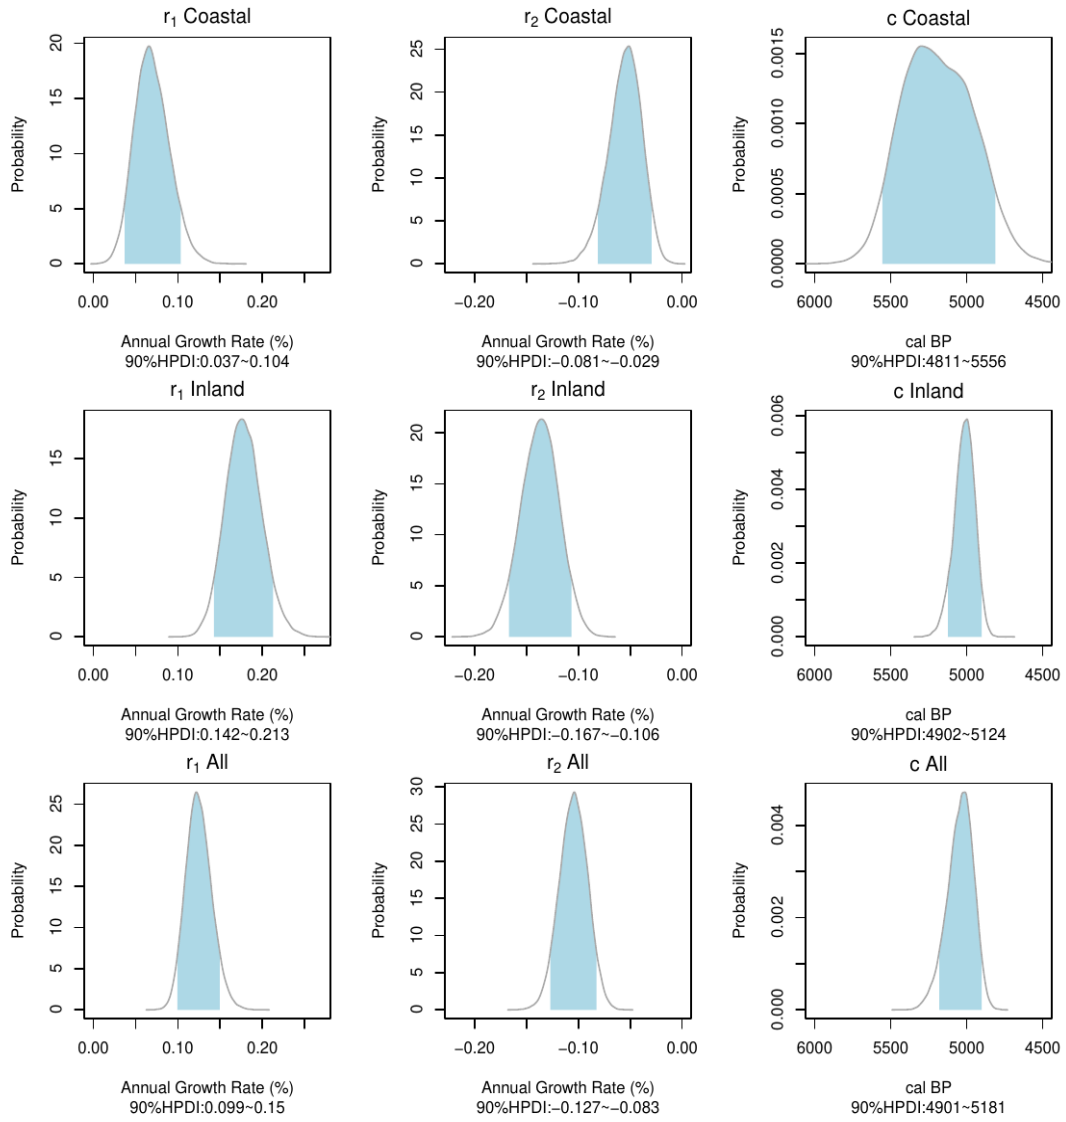 r₁ Coastal
Probability
0 5 10 15 20
0.00 0.10 0.20
Annual Growth Rate (%)
90%HPDI:0.037~0.104
r₂ Coastal
Probability
0 5 10 15 20 25
−0.20 −0.10 0.00
Annual Growth Rate (%)
90%HPDI:−0.081~−0.029
c Coastal
Probability
0.0000 0.0005 0.0010 0.0015
6000 5500 5000 4500
cal BP
90%HPDI:4811~5556
r₁ Inland
Probability
0 5 10 15
0.00 0.10 0.20
Annual Growth Rate (%)
90%HPDI:0.142~0.213
r₂ Inland
Probability
0 5 10 15 20
−0.20 −0.10 0.00
Annual Growth Rate (%)
90%HPDI:−0.167~−0.106
c Inland
Probability
0.000 0.002 0.004 0.006
6000 5500 5000 4500
cal BP
90%HPDI:4902~5124
r₁ All
Probability
0 5 10 15 20 25
0.00 0.10 0.20
Annual Growth Rate (%)
90%HPDI:0.099~0.15
r₂ All
Probability
0 5 10 15 20 25 30
−0.20 −0.10 0.00
Annual Growth Rate (%)
90%HPDI:−0.127~−0.083
c All
Probability
0.000 0.002 0.004
6000 5500 5000 4500
cal BP
90%HPDI:4901~5181